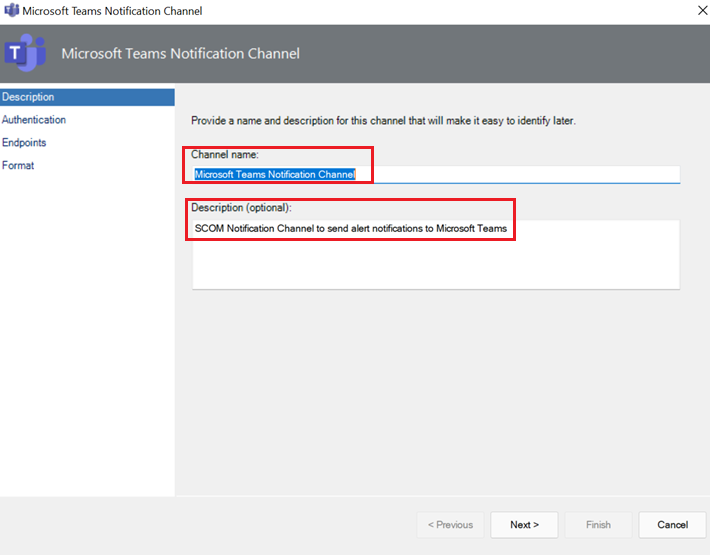 Microsoft Teams Notification Channel
T
Microsoft Teams Notification Channel
Description
Authentication
Endpoints
Format
Provide a name and description for this channel that will make it easy to identify later.
Channel name:
Microsoft Teams Notification Channel
Description (optional):
SCOM Notification Channel to send alert notifications to Microsoft Teams
< Previous
Next >
Finish
Cancel